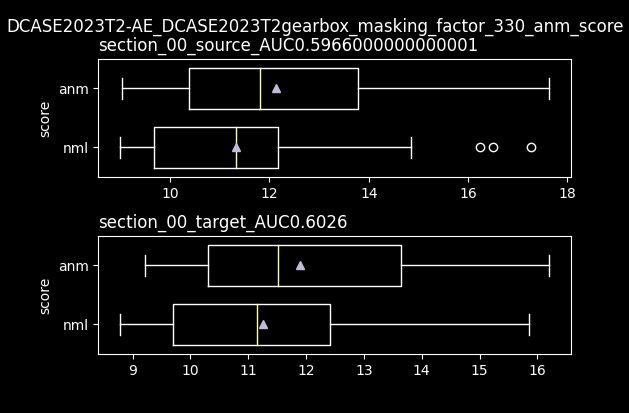 DCASE2023T2-AE_DCASE2023T2gearbox_masking_factor_330_anm_score
section_00_source_AUC0.5966000000000001
anm
nml
score
10 12 14 16 18
section_00_target_AUC0.6026
anm
nml
score
9 10 11 12 13 14 15 16